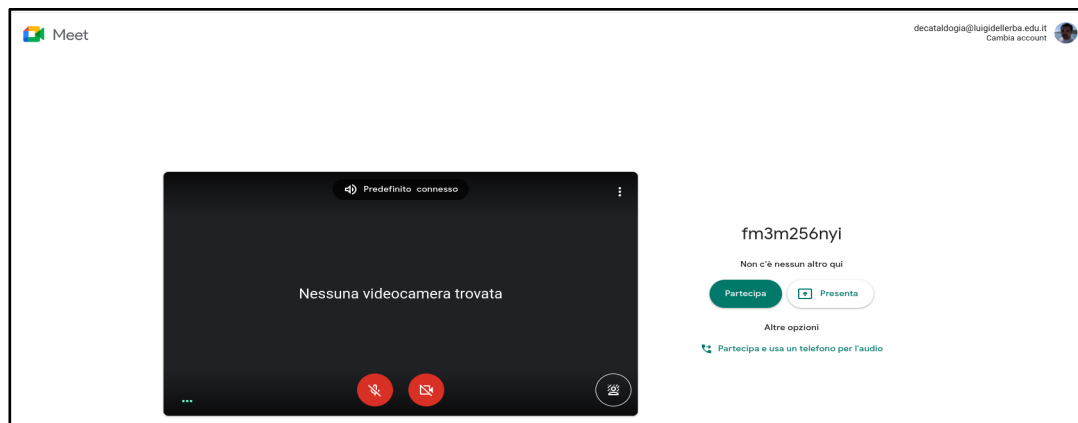 Meet
decataldogia@luigidellerba.edu.it
Cambia account
Predefinito connesso
Nessuna videocamera trovata
fm3m256nyi
Non c'è nessun altro qui
Partecipa
Presenta
Altre opzioni
Partecipa e usa un telefono per l'audio